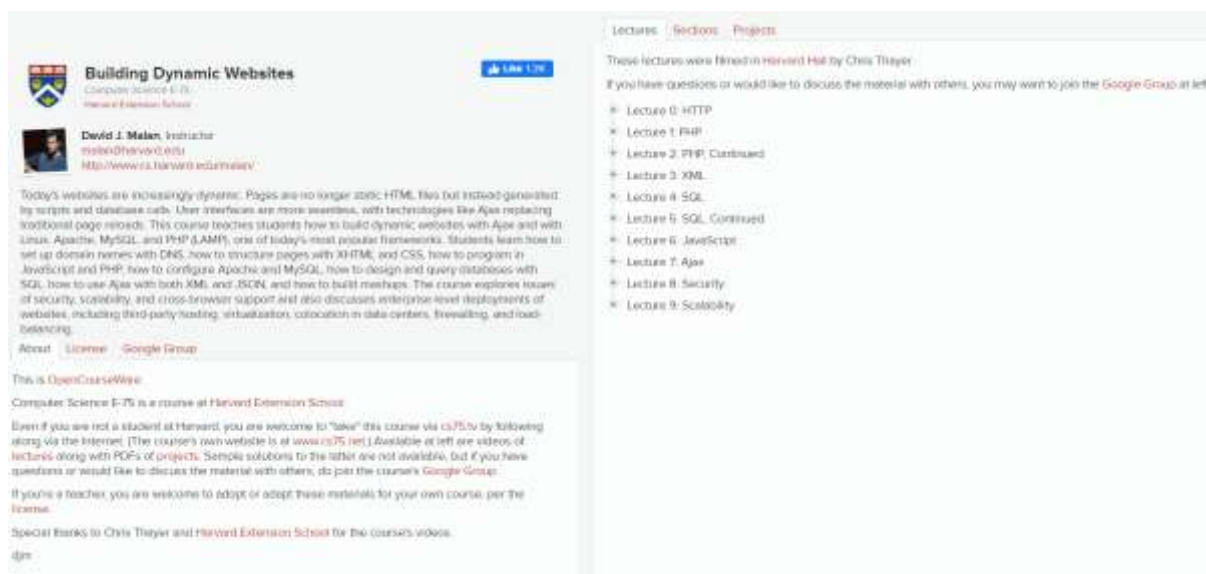 Building Dynamic Websites
Computer Science E-75
Harvard Extension School
Like 1.2K
David J. Malan, Instructor
malan@harvard.edu
http://www.cs.harvard.edu/malan/
Today's websites are increasingly dynamic. Pages are no longer static HTML files but instead generated
by scripts and database calls. User interfaces are more seamless, with technologies like Ajax replacing
traditional page reloads. This course teaches students how to build dynamic websites with Ajax and with
Linux, Apache, MySQL, and PHP (LAMP), one of today's most popular frameworks. Students learn how to
set up domain names with DNS, how to structure pages with XHTML and CSS, how to program in
JavaScript and PHP, how to configure Apache and MySQL, how to design and query databases with
SQL, how to use Ajax with both XML and JSON, and how to build mashups. The course explores issues
of security, scalability, and cross-browser support and also discusses enterprise-level deployments of
websites, including third-party hosting, virtualization, colocation in data centers, firewalling, and load-
balancing.
About License Google Group
This is OpenCourseWare.
Computer Science E-75 is a course at Harvard Extension School.
Even if you are not a student at Harvard, you are welcome to "take" this course via cs75.tv by following
along via the Internet. (The course's own website is at www.cs75.net.) Available at left are videos of
lectures along with PDFs of projects. Sample solutions to the latter are not available, but if you have
questions or would like to discuss the material with others, do join the course's Google Group.
If you're a teacher, you are welcome to adopt or adapt these materials for your own course, per the
license.
Special thanks to Chris Thayer and Harvard Extension School for the course's videos.
djm
Lectures Sections Projects
These lectures were filmed in Harvard Hall by Chris Thayer.
If you have questions or would like to discuss the material with others, you may want to join the Google Group at left
Lecture 0: HTTP
Lecture 1: PHP
Lecture 2: PHP, Continued
Lecture 3: XML
Lecture 4: SQL
Lecture 5: SQL, Continued
Lecture 6: JavaScript
Lecture 7: Ajax
Lecture 8: Security
Lecture 9: Scalability